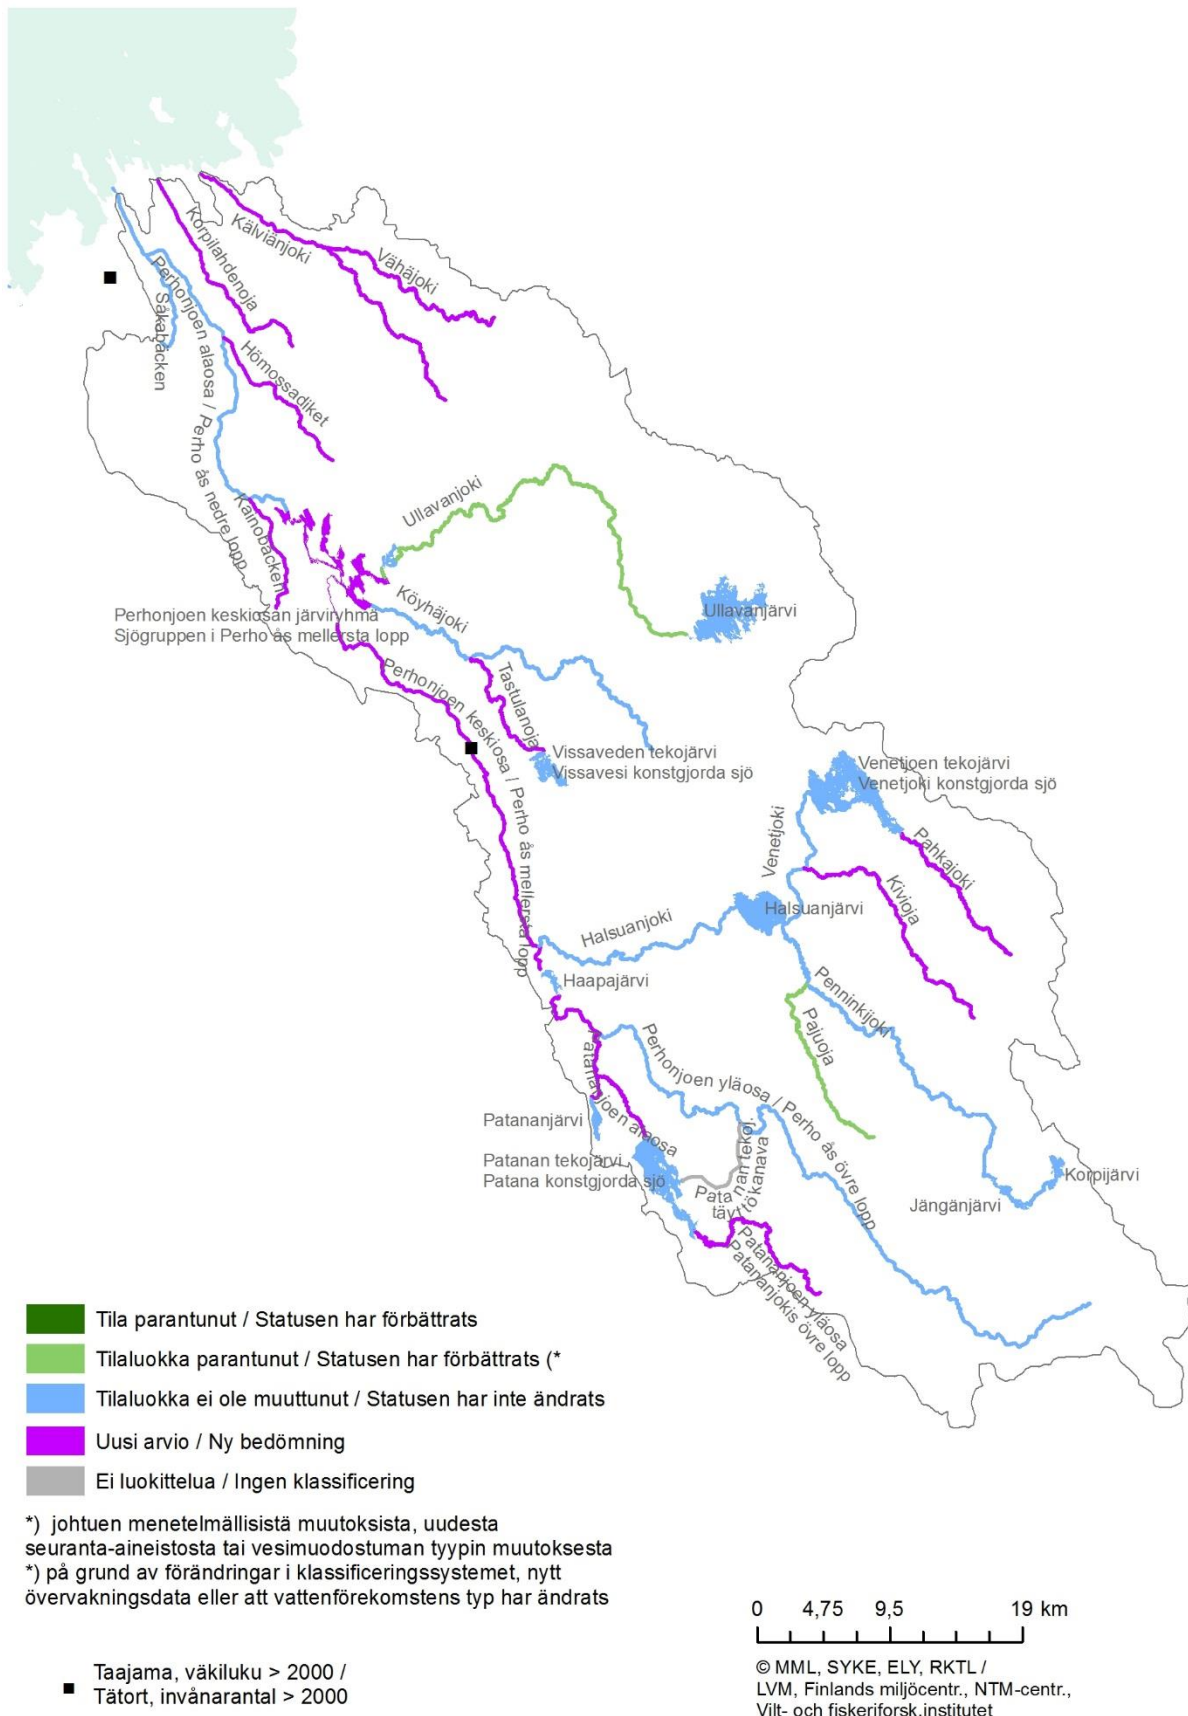 Korpilahdenoja
Kälviänjoki
Vähäjoki
Perhonjoen alaosa / Perho ås nedre lopp
Såkabäcken
Hömossadiket
Ullavanjoki
Kainobäcken
Ullavanjärvi
Köyhäjoki
Perhonjoen keskiosan järviryhmä
Sjögruppen i Perho ås mellersta lopp
Perhonjoen keskiosa / Perho ås mellersta lopp
Tastulanoja
Vissaveden tekojärvi
Vissavesi konstgjorda sjö
Venetjoen tekojärvi
Venetjoki konstgjorda sjö
Venetjoki
Pahkajoki
Kivioja
Halsuanjärvi
Halsuanjoki
Haapajärvi
Penninkijoki
Pajuoja
Perhonjoen yläosa / Perho ås övre lopp
Patananjoen alaosa
Patananjärvi
Patanan tekojärvi
Patana konstgjorda sjö
Patanan tekoj.
täyttökanava
Korpijärvi
Jängänjärvi
Patananjoen yläosa
Patananjokis övre lopp
Tila parantunut / Statusen har förbättrats
Tilaluokka parantunut / Statusen har förbättrats (*
Tilaluokka ei ole muuttunut / Statusen har inte ändrats
Uusi arvio / Ny bedömning
Ei luokittelua / Ingen klassificering
*) johtuen menetelmällisistä muutoksista, uudesta
seuranta-aineistosta tai vesimuodostuman tyypin muutoksesta
*) på grund av förändringar i klassificeringssystemet, nytt
övervakningsdata eller att vattenförekomstens typ har ändrats
0 4,75 9,5 19 km
Taajama, väkiluku > 2000 /
Tätort, invånarantal > 2000
© MML, SYKE, ELY, RKTL /
LVM, Finlands miljöcentr., NTM-centr.,
Vilt- och fiskeriforsk.institutet